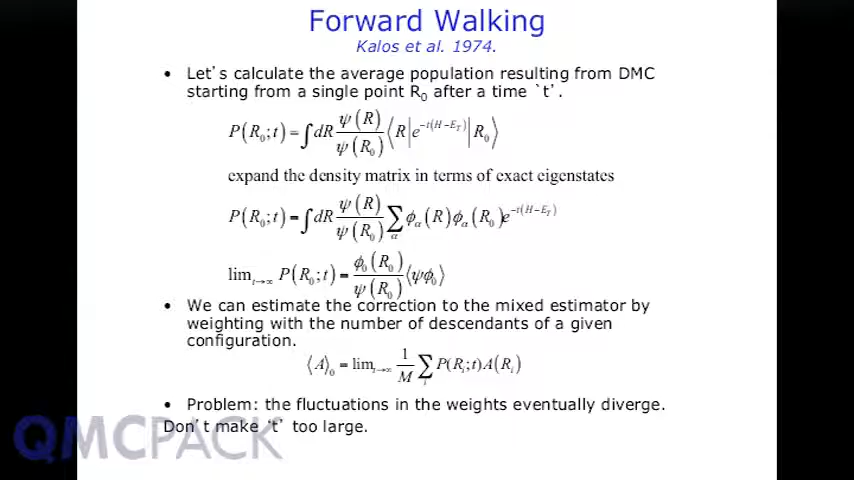 Forward Walking
Kalos et al. 1974.
• Let's calculate the average population resulting from DMC
starting from a single point R₀ after a time `t'.
P(R₀;t) = ∫dR ψ(R)/ψ(R₀) ⟨R|e^{-t(H-E_T)}|R₀⟩
expand the density matrix in terms of exact eigenstates
P(R₀;t) = ∫dR ψ(R)/ψ(R₀) ∑_α ϕ_α(R)ϕ_α(R₀)e^{-t(H-E_T)}
lim_{t→∞} P(R₀;t) = ϕ₀(R₀)/ψ(R₀) ⟨ψϕ₀⟩
• We can estimate the correction to the mixed estimator by
weighting with the number of descendants of a given
configuration.
⟨A⟩₀ = lim_{t→∞} 1/M ∑_i P(R_i;t)A(R_i)
• Problem: the fluctuations in the weights eventually diverge.
Don't make 't' too large.
QMCPACK